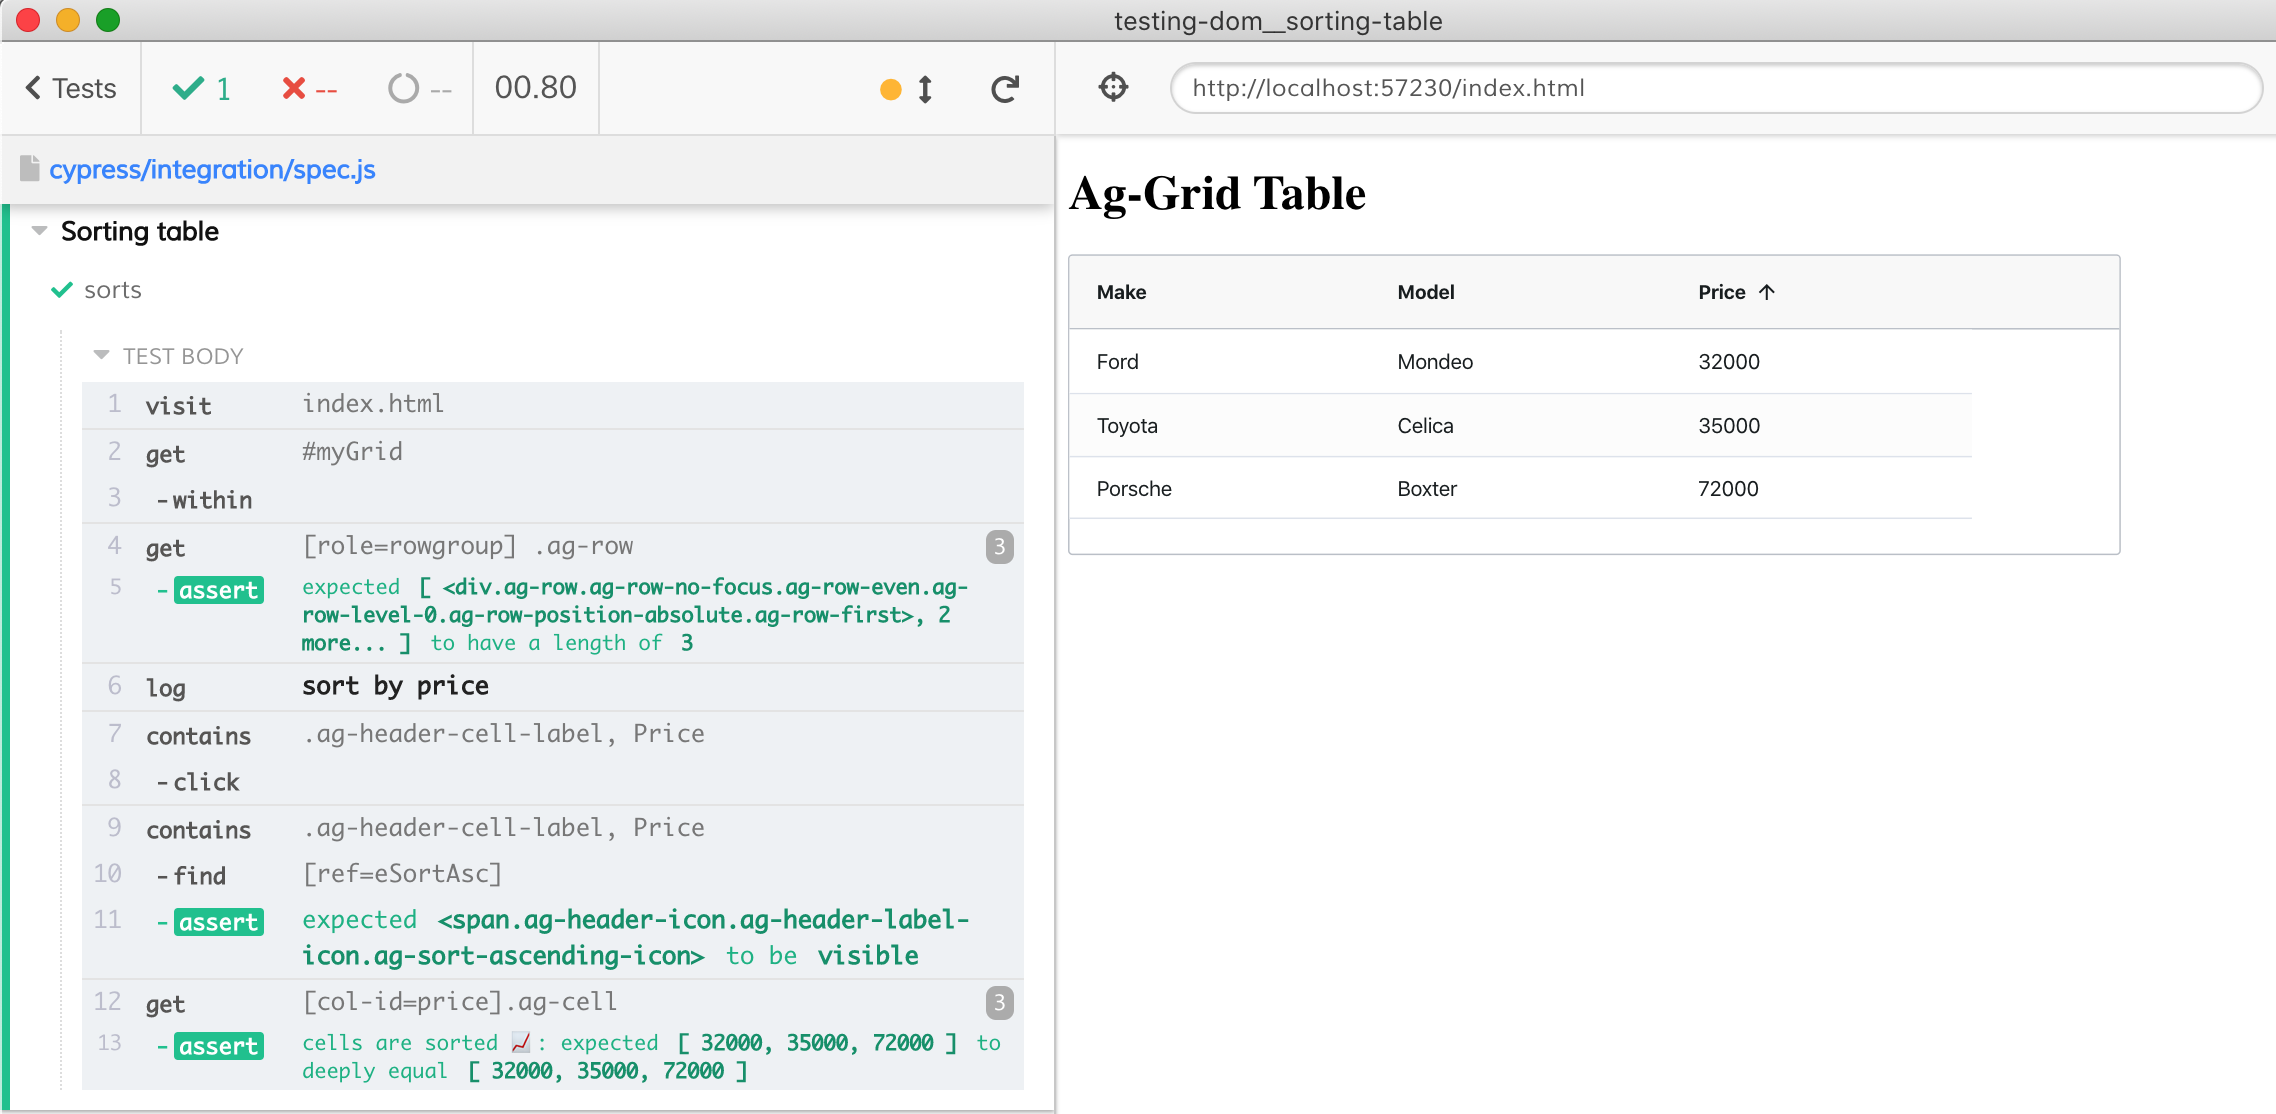 testing-dom__sorting-table
Tests
1
--
--
00.80
http://localhost:57230/index.html
cypress/integration/spec.js
Sorting table
sorts
TEST BODY
1 visit index.html
2 get #myGrid
3 -within
4 get [role=rowgroup] .ag-row 3
5 -assert expected [ <div.ag-row.ag-row-no-focus.ag-row-even.ag-
row-level-0.ag-row-position-absolute.ag-row-first>, 2
more... ] to have a length of 3
6 log sort by price
7 contains .ag-header-cell-label, Price
8 -click
9 contains .ag-header-cell-label, Price
10 -find [ref=eSortAsc]
11 -assert expected <span.ag-header-icon.ag-header-label-
icon.ag-sort-ascending-icon> to be visible
12 get [col-id=price].ag-cell 3
13 -assert cells are sorted 📈: expected [ 32000, 35000, 72000 ] to
deeply equal [ 32000, 35000, 72000 ]
Ag-Grid Table
Make Model Price ↑
Ford Mondeo 32000
Toyota Celica 35000
Porsche Boxter 72000